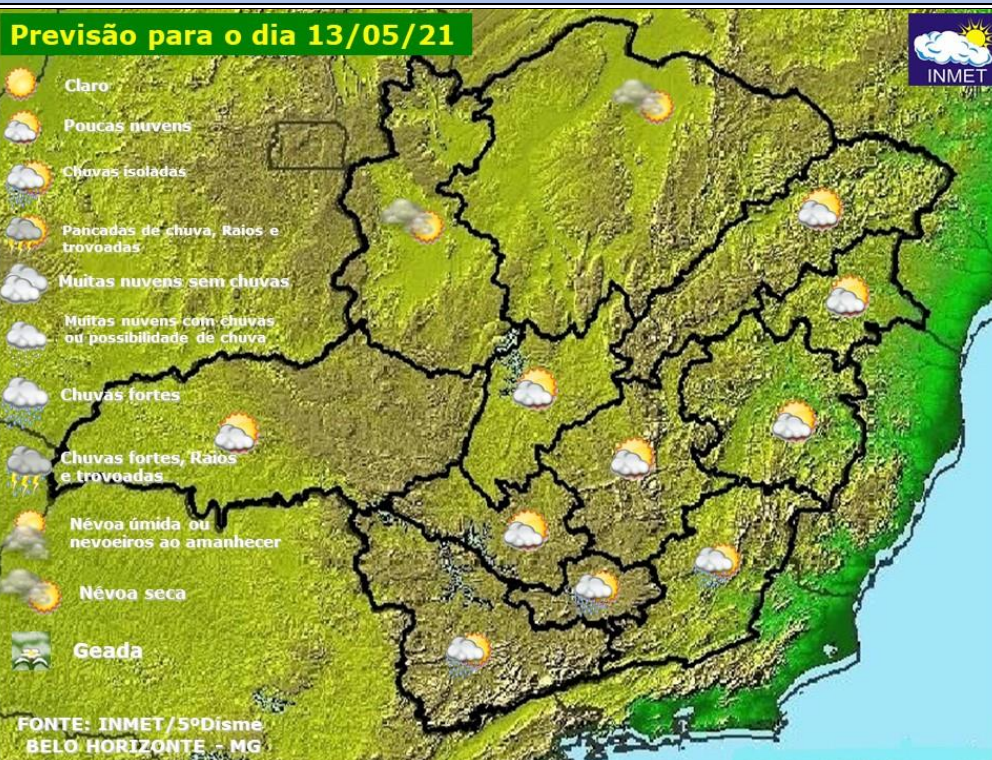 Previsão para o dia 13/05/21
INMET
Claro
Poucas nuvens
Chuvas isoladas
Pancadas de chuva, Raios e
trovoadas
Muitas nuvens sem chuvas
Muitas nuvens com chuvas
ou possibilidade de chuva
Chuvas fortes
Chuvas fortes, Raios
e trovoadas
Névoa úmida ou
nevoeiros ao amanhecer
Névoa seca
Geada
FONTE: INMET/5ºDisme
BELO HORIZONTE - MG